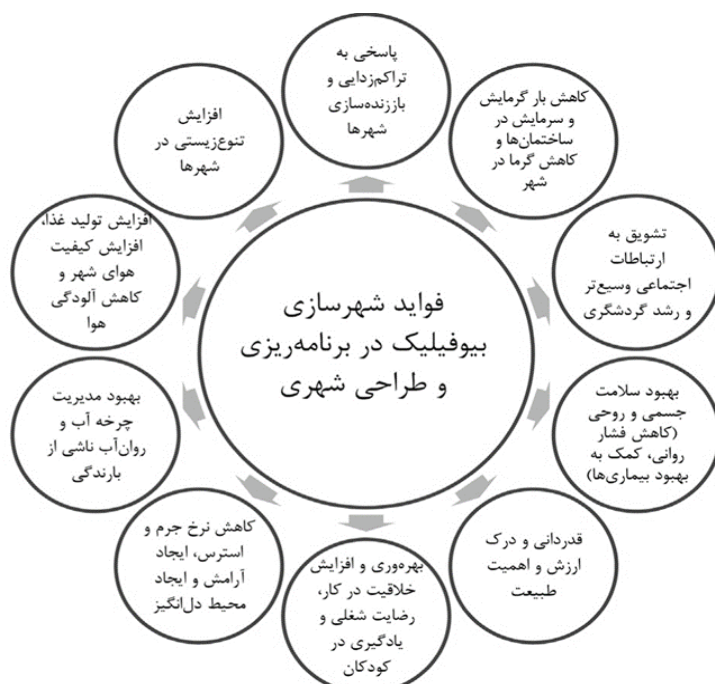 فواید شهرسازی
بیوفیلیک در برنامه‌ریزی
و طراحی شهری
پاسخی به
تراکم‌زدایی و
باززنده‌سازی
شهرها
کاهش بار گرمایش
و سرمایش در
ساختمان‌ها و
کاهش گرما در
شهر
تشویق به
ارتباطات
اجتماعی وسیع‌تر
و رشد گردشگری
بهبود سلامت
جسمی و روحی
(کاهش فشار
روانی، کمک به
بهبود بیماری‌ها)
قدردانی و درک
ارزش و اهمیت
طبیعت
بهره‌وری و افزایش
خلاقیت در کار،
رضایت شغلی و
یادگیری در
کودکان
کاهش نرخ جرم و
استرس، ایجاد
آرامش و ایجاد
محیط دل‌انگیز
بهبود مدیریت
چرخه آب و
روان‌آب ناشی از
بارندگی
افزایش تولید غذا،
افزایش کیفیت
هوای شهر و
کاهش آلودگی
هوا
افزایش
تنوع‌زیستی در
شهرها